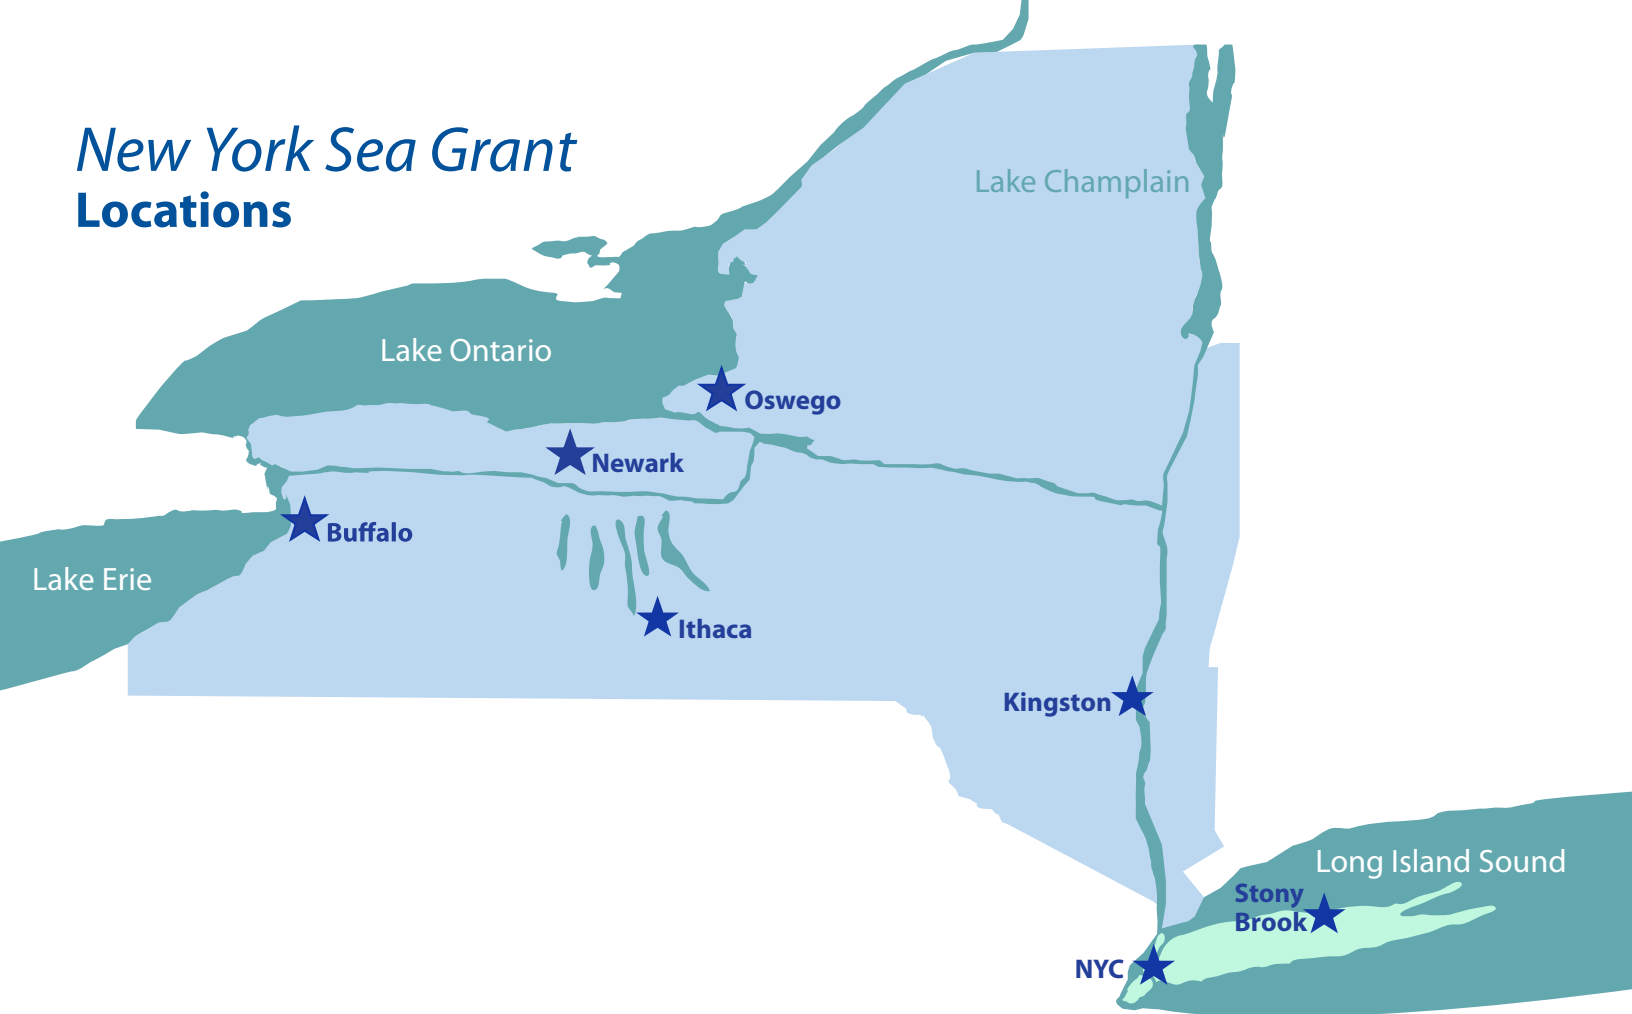 New York Sea Grant
Locations
Lake Champlain
Lake Ontario
Oswego
Newark
Buffalo
Lake Erie
Ithaca
Kingston
Long Island Sound
Stony
Brook
NYC